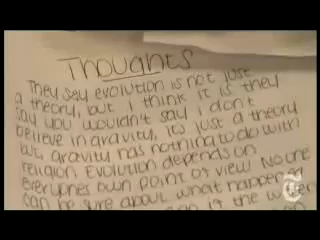 Thoughts
They say evolution is not just
a theory, but I think it is they
say you wouldn't say I don't
believe in gravity, its just a theory
but gravity has nothing to do with
religion Evolution depends on
everyones own point of view No one
can be sure about what happened
if the
T